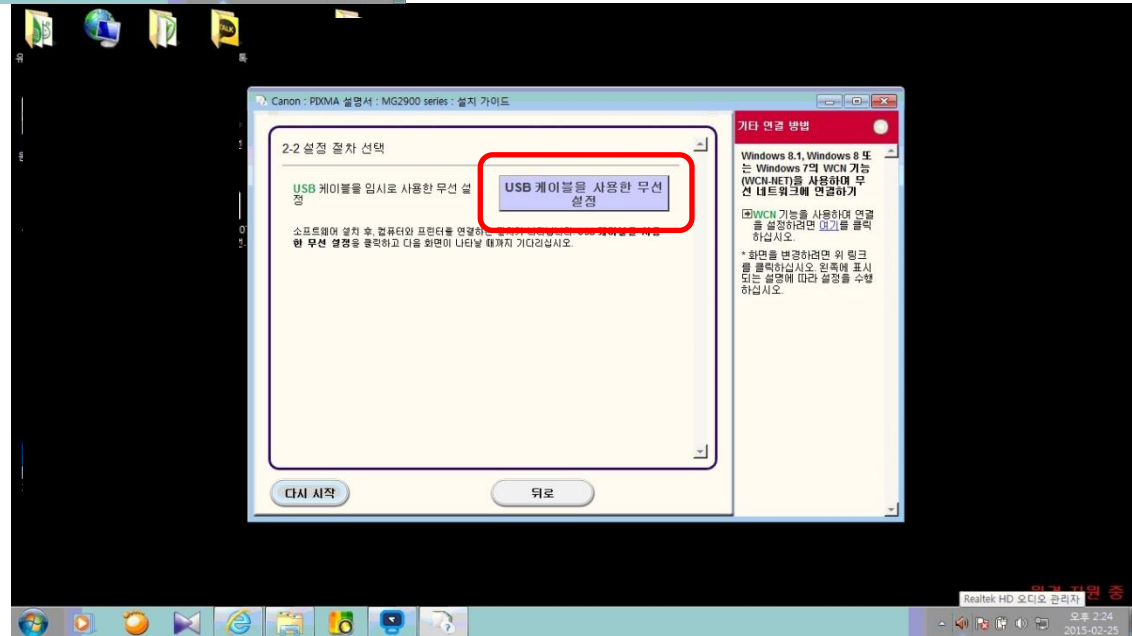 TALK
유
톡
Canon : PIXMA 설명서 : MG2900 series : 설치 가이드
2-2 설정 절차 선택
USB 케이블을 임시로 사용한 무선 설
정
USB 케이블을 사용한 무선
설정
소프트웨어 설치 후, 컴퓨터와 프린터를 연결하는
한 무선 설정을 클릭하고 다음 화면이 나타날 때까지 기다리십시오.
다시 시작
뒤로
기타 연결 방법
Windows 8.1, Windows 8 또
는 Windows 7의 WCN 기능
(WCN-NET)을 사용하여 무
선 네트워크에 연결하기
WCN 기능을 사용하여 연결
을 설정하려면 여기를 클릭
하십시오.
* 화면을 변경하려면 위 링크
를 클릭하십시오. 왼쪽에 표시
되는 설명에 따라 설정을 수행
하십시오.
원격 지원 중
Realtek HD 오디오 관리자
오후 2:24
2015-02-25